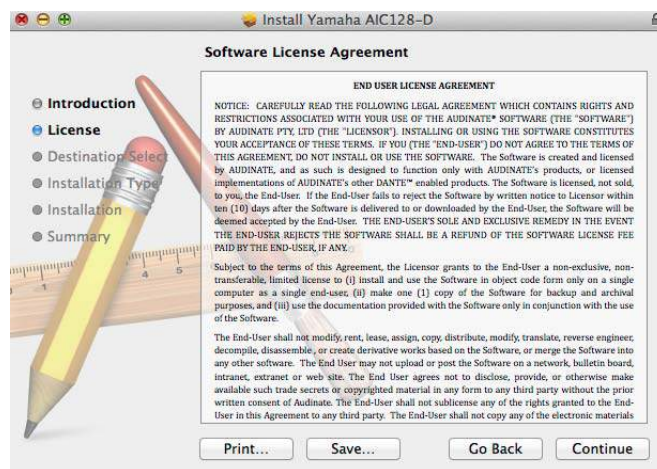 Install Yamaha AIC128-D
Software License Agreement
Introduction
License
Destination Select
Installation Type
Installation
Summary
END USER LICENSE AGREEMENT
NOTICE: CAREFULLY READ THE FOLLOWING LEGAL AGREEMENT WHICH CONTAINS RIGHTS AND
RESTRICTIONS ASSOCIATED WITH YOUR USE OF THE AUDINATE® SOFTWARE (THE "SOFTWARE")
BY AUDINATE PTY, LTD (THE "LICENSOR"). INSTALLING OR USING THE SOFTWARE CONSTITUTES
YOUR ACCEPTANCE OF THESE TERMS. IF YOU (THE "END-USER") DO NOT AGREE TO THE TERMS OF
THIS AGREEMENT, DO NOT INSTALL OR USE THE SOFTWARE. The Software is created and licensed
by AUDINATE, and as such is designed to function only with AUDINATE's products, or licensed
implementations of AUDINATE's other DANTE™ enabled products. The Software is licensed, not sold,
to you, the End-User. If the End-User fails to reject the Software by written notice to Licensor within
ten (10) days after the Software is delivered to or downloaded by the End-User, the Software will be
deemed accepted by the End-User. THE END-USER'S SOLE AND EXCLUSIVE REMEDY IN THE EVENT
THE END-USER REJECTS THE SOFTWARE SHALL BE A REFUND OF THE SOFTWARE LICENSE FEE
PAID BY THE END-USER, IF ANY.
Subject to the terms of this Agreement, the Licensor grants to the End-User a non-exclusive, non-
transferable, limited license to (i) install and use the Software in object code form only on a single
computer as a single end-user, (ii) make one (1) copy of the Software for backup and archival
purposes, and (iii) use the documentation provided with the Software only in conjunction with the use
of the Software.
The End-User shall not modify, rent, lease, assign, copy, distribute, modify, translate, reverse engineer,
decompile, disassemble, or create derivative works based on the Software, or merge the Software into
any other software. The End-User may not upload or post the Software on a network, bulletin board,
intranet, extranet or web site. The End User agrees not to disclose, provide, or otherwise make
available such trade secrets or copyrighted material in any form to any third party without the prior
written consent of Audinate. The End-User shall not sublicense any of the rights granted to the End-
User in this Agreement to any third party. The End-User shall not copy any of the electronic materials
1 4 5
Print... Save... Go Back Continue